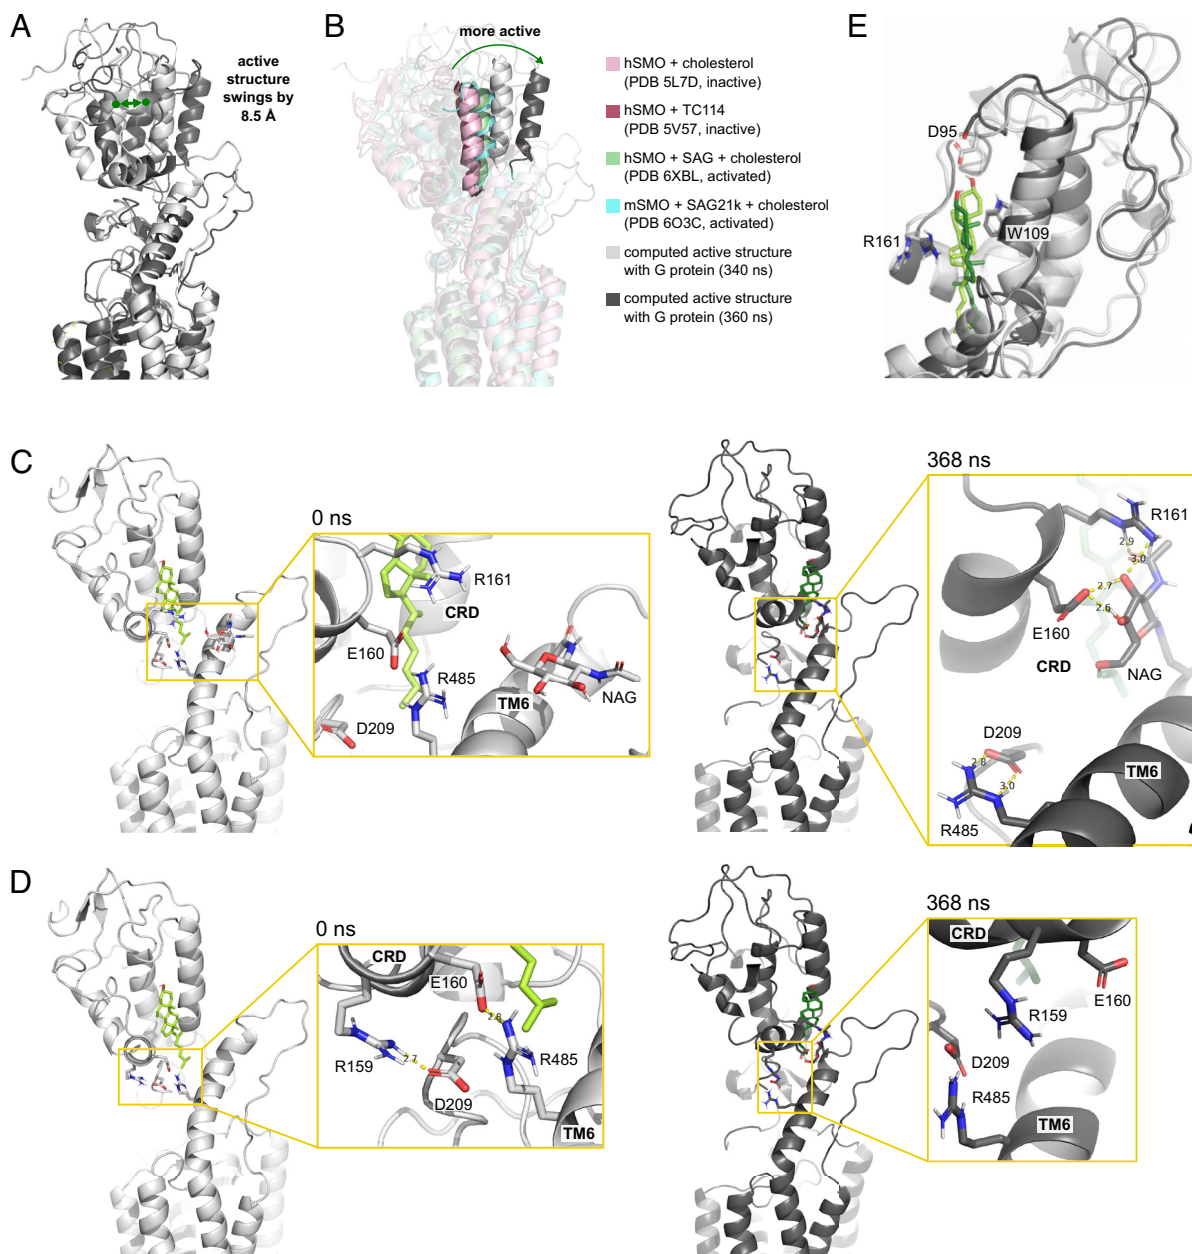 A
active
structure
swings by
8.5 Å
B
more active
hSMO + cholesterol
(PDB 5L7D, inactive)
hSMO + TC114
(PDB 5V57, inactive)
hSMO + SAG + cholesterol
(PDB 6XBL, activated)
mSMO + SAG21k + cholesterol
(PDB 6O3C, activated)
computed active structure
with G protein (340 ns)
computed active structure
with G protein (360 ns)
E
D95
W109
R161
C
0 ns
R161
CRD
E160
R485
D209
TM6
NAG
368 ns
R161
2.9
3.0
2.7
2.6
E160
CRD
NAG
D209
2.8
3.0
TM6
R485
D
0 ns
CRD
E160
2.8
R159
R485
D209
TM6
368 ns
CRD
E160
R159
D209
R485
TM6